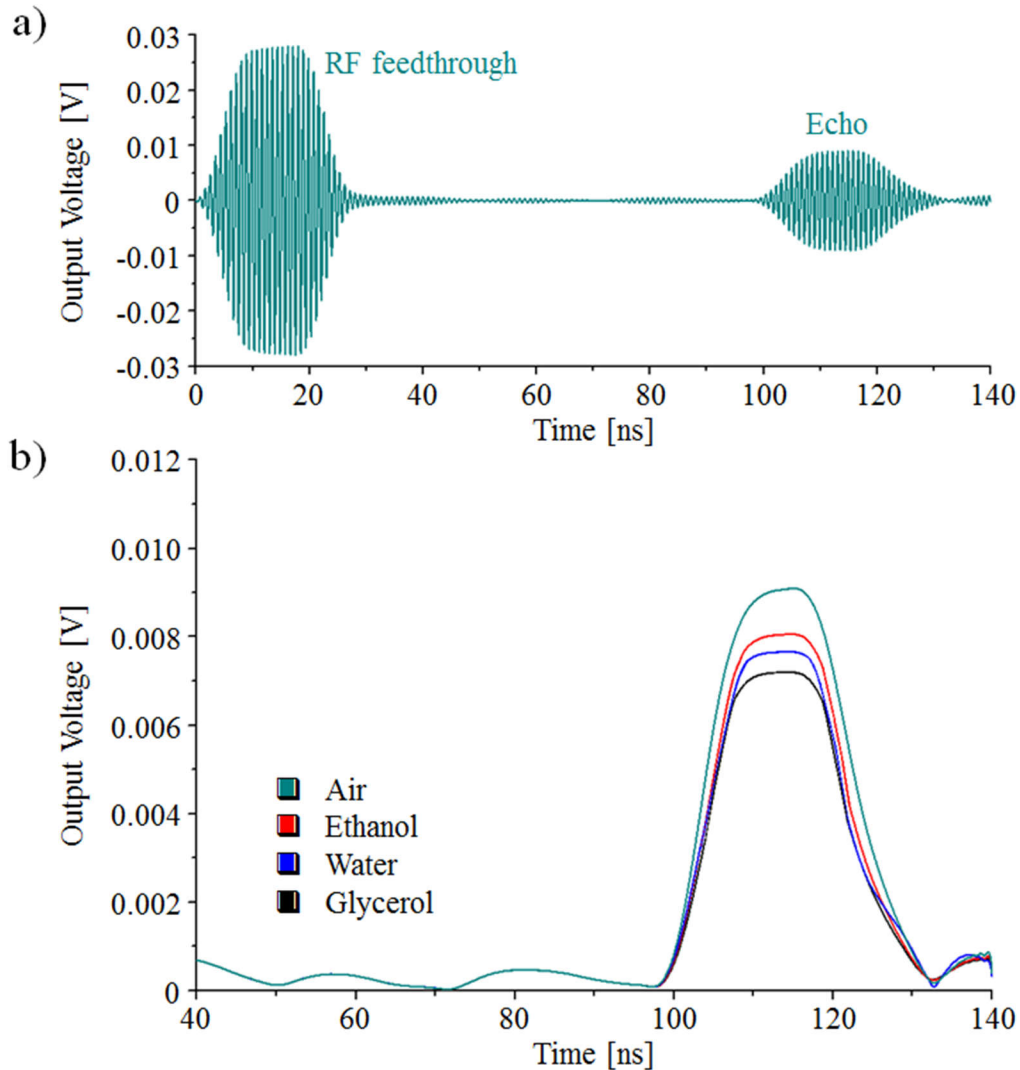 a)
Output Voltage [V]
0.03
0.02
0.01
0
-0.01
-0.02
-0.03
RF feedthrough
Echo
0 20 40 60 80 100 120 140
Time [ns]
b)
Output Voltage [V]
0.012
0.010
0.008
0.006
0.004
0.002
0
Air
Ethanol
Water
Glycerol
40 60 80 100 120 140
Time [ns]